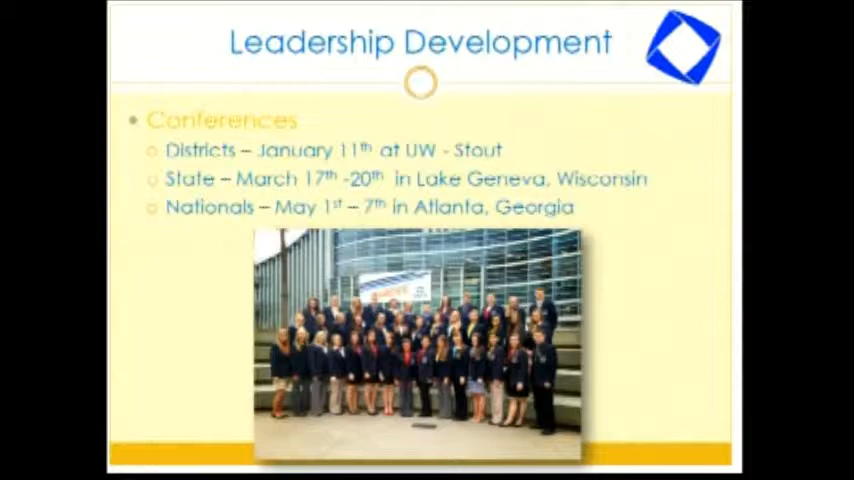 Leadership Development
Conferences
Districts – January 11th at UW - Stout
State – March 17th -20th in Lake Geneva, Wisconsin
Nationals – May 1st – 7th in Atlanta, Georgia